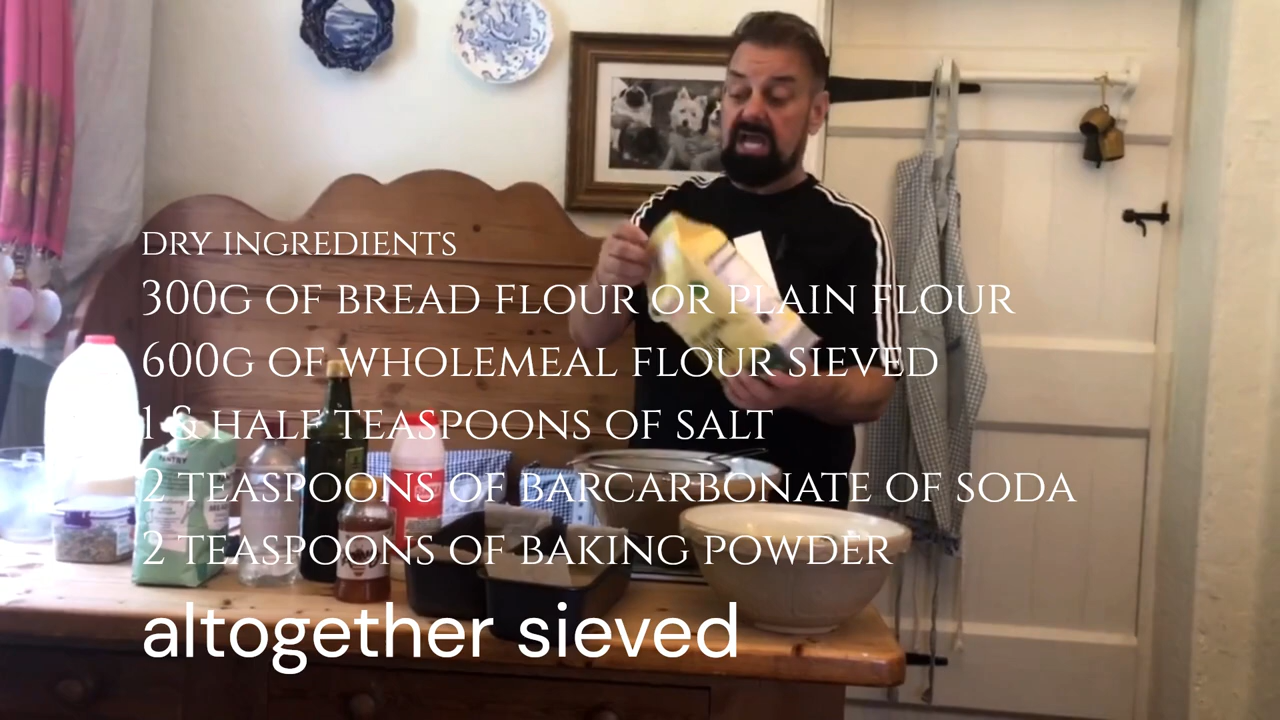 DRY INGREDIENTS
300G OF BREAD FLOUR OR PLAIN FLOUR
600G OF WHOLEMEAL FLOUR SIEVED
1 & HALF TEASPOONS OF SALT
2 TEASPOONS OF BARCARBONATE OF SODA
2 TEASPOONS OF BAKING POWDER
altogether sieved
PANTRY